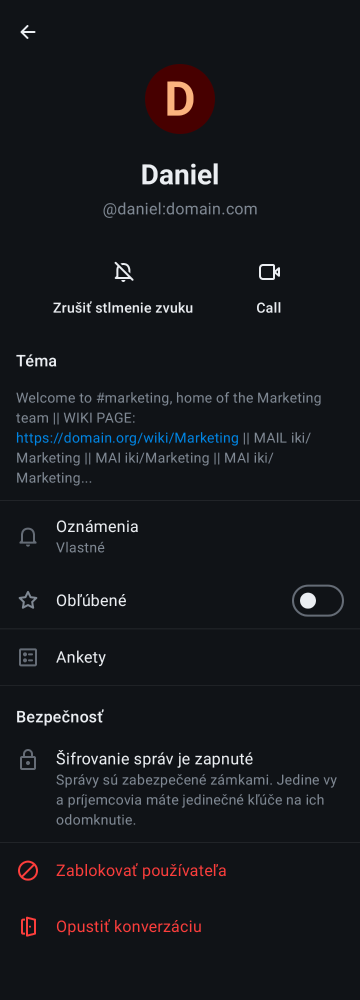 D
Daniel
@daniel:domain.com
Zrušiť stlmenie zvuku
Call
Téma
Welcome to #marketing, home of the Marketing
team || WIKI PAGE:
https://domain.org/wiki/Marketing || MAIL iki/
Marketing || MAI iki/Marketing || MAI iki/
Marketing...
Oznámenia
Vlastné
Obľúbené
Ankety
Bezpečnosť
Šifrovanie správ je zapnuté
Správy sú zabezpečené zámkami. Jedine vy
a príjemcovia máte jedinečné kľúče na ich
odomknutie.
Zablokovať používateľa
Opustiť konverzáciu